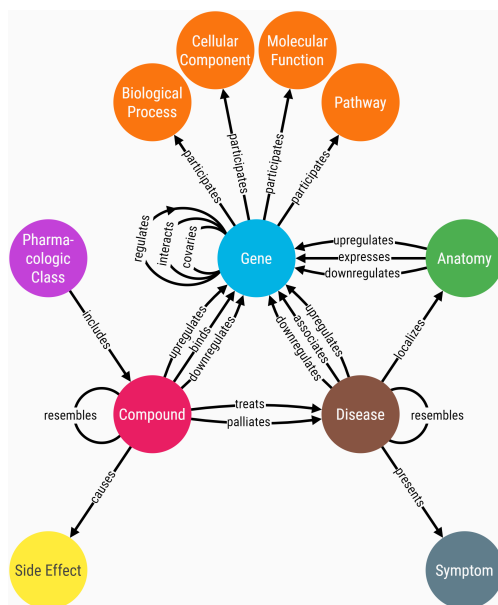 Cellular
Component
Molecular
Function
Biological
Process
Pathway
participates
participates
participates
participates
regulates
interacts
covaries
Pharma-
cologic
Class
Gene
upregulates
expresses
downregulates
Anatomy
includes
upregulates
binds
downregulates
upregulates
associates
downregulates
localizes
resembles
Compound
treats
palliates
Disease
resembles
causes
presents
Side Effect
Symptom